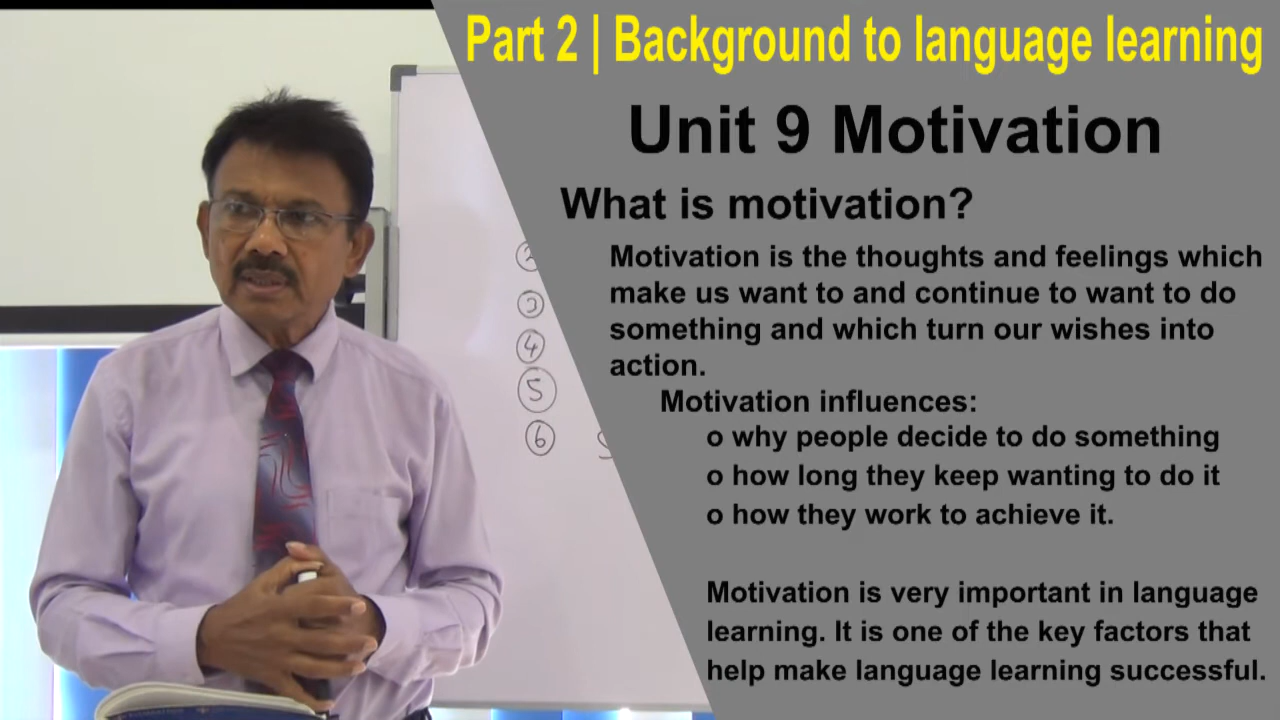 Part 2 | Background to language learning
Unit 9 Motivation
What is motivation?
Motivation is the thoughts and feelings which
make us want to and continue to want to do
something and which turn our wishes into
action.
Motivation influences:
o why people decide to do something
o how long they keep wanting to do it
o how they work to achieve it.
Motivation is very important in language
learning. It is one of the key factors that
help make language learning successful.
2
3
4
5
6 S